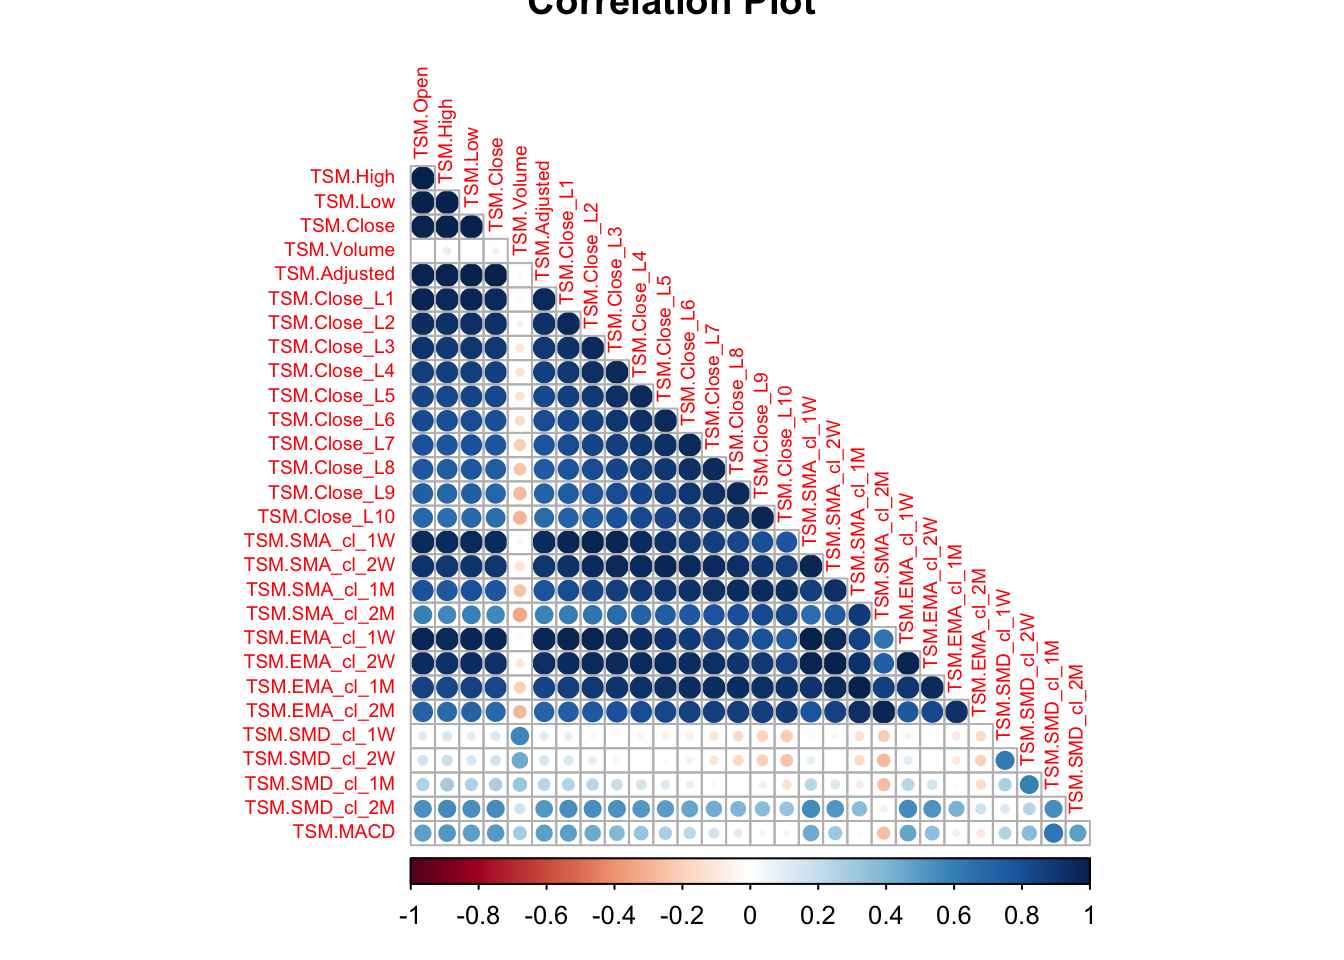 Correlation Plot
TSM.Open
TSM.High
TSM.Low
TSM.Close
TSM.Volume
TSM.Adjusted
TSM.Close_L1
TSM.Close_L2
TSM.Close_L3
TSM.Close_L4
TSM.Close_L5
TSM.Close_L6
TSM.Close_L7
TSM.Close_L8
TSM.Close_L9
TSM.Close_L10
TSM.SMA_cl_1W
TSM.SMA_cl_2W
TSM.SMA_cl_1M
TSM.SMA_cl_2M
TSM.EMA_cl_1W
TSM.EMA_cl_2W
TSM.EMA_cl_1M
TSM.EMA_cl_2M
TSM.SMD_cl_1W
TSM.SMD_cl_2W
TSM.SMD_cl_1M
TSM.SMD_cl_2M
TSM.High
TSM.Low
TSM.Close
TSM.Volume
TSM.Adjusted
TSM.Close_L1
TSM.Close_L2
TSM.Close_L3
TSM.Close_L4
TSM.Close_L5
TSM.Close_L6
TSM.Close_L7
TSM.Close_L8
TSM.Close_L9
TSM.Close_L10
TSM.SMA_cl_1W
TSM.SMA_cl_2W
TSM.SMA_cl_1M
TSM.SMA_cl_2M
TSM.EMA_cl_1W
TSM.EMA_cl_2W
TSM.EMA_cl_1M
TSM.EMA_cl_2M
TSM.SMD_cl_1W
TSM.SMD_cl_2W
TSM.SMD_cl_1M
TSM.SMD_cl_2M
TSM.MACD
-1 -0.8 -0.6 -0.4 -0.2 0 0.2 0.4 0.6 0.8 1